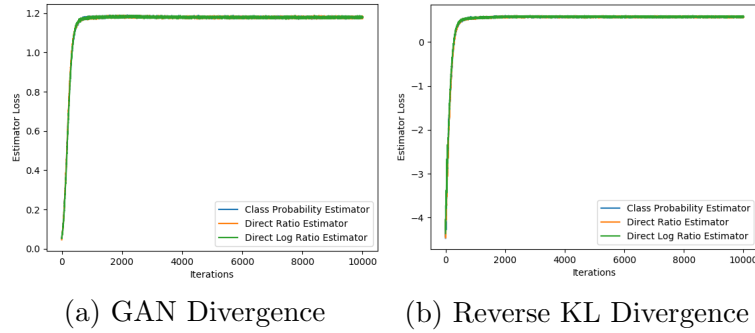 1.2
1.0
0.8
0.6
0.4
0.2
0.0
Estimator Loss
Class Probability Estimator
Direct Ratio Estimator
Direct Log Ratio Estimator
0 2000 4000 6000 8000 10000
Iterations
(a) GAN Divergence
0
−1
−2
−3
−4
Estimator Loss
Class Probability Estimator
Direct Ratio Estimator
Direct Log Ratio Estimator
0 2000 4000 6000 8000 10000
Iterations
(b) Reverse KL Divergence